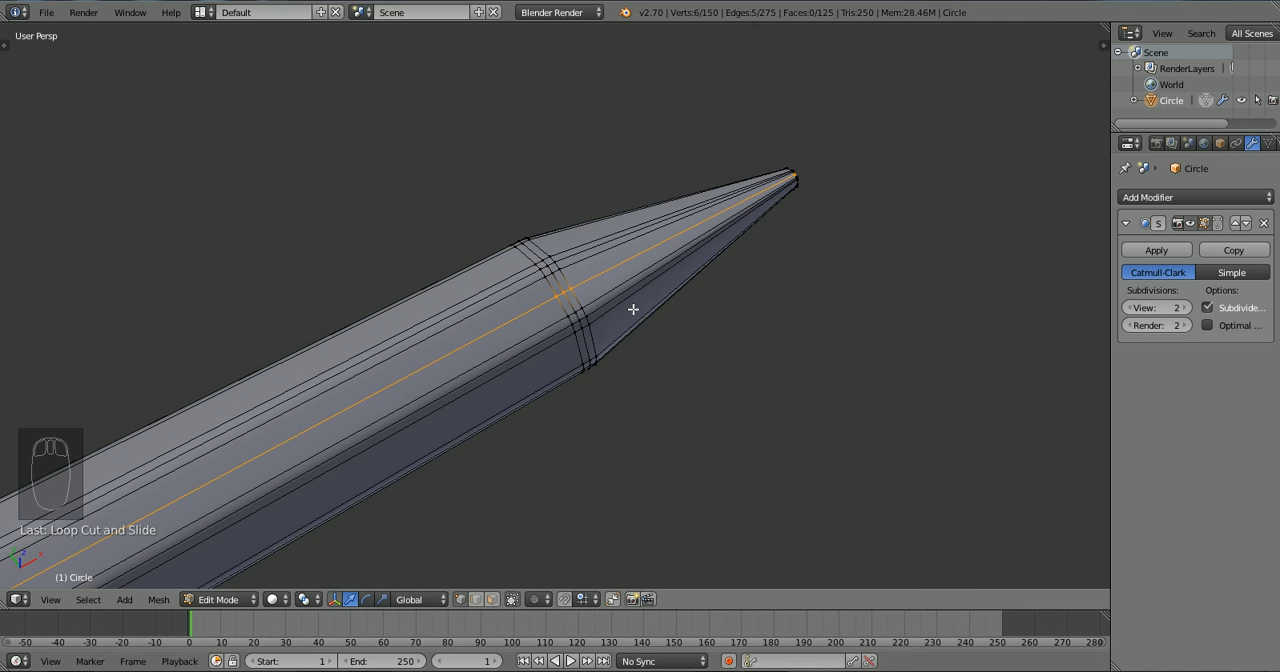 File Render Window Help Default Scene Blender Render v2.70 | Verts:6/150 | Edges:5/275 | Faces:0/125 | Tris:250 | Mem:28.46M | Circle
User Persp
View Search All Scenes
Scene
RenderLayers |
World
Circle |
Circle
Add Modifier
S
Apply Copy
Catmull-Clark Simple
Subdivisions: Options:
View: 2 Subdivide...
Render: 2 Optimal ...
Last: Loop Cut and Slide
z x
(1) Circle
View Select Add Mesh Edit Mode Global
-50 -40 -30 -20 -10 0 10 20 30 40 50 60 70 80 90 100 110 120 130 140 150 160 170 180 190 200 210 220 230 240 250 260 270 280
View Marker Frame Playback Start: 1 End: 250 1 No Sync